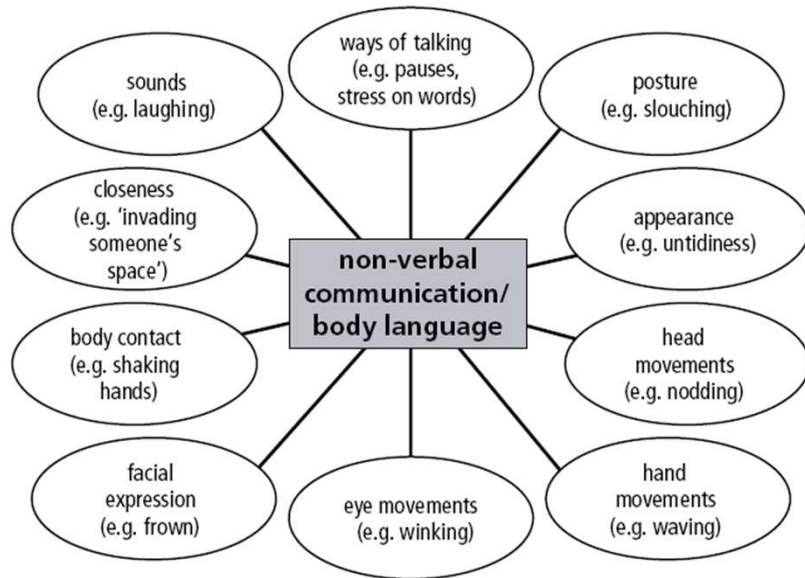 ways of talking
(e.g. pauses,
stress on words)
sounds
(e.g. laughing)
posture
(e.g. slouching)
closeness
(e.g. ‘invading
someone’s
space’)
appearance
(e.g. untidiness)
non-verbal
communication/
body language
body contact
(e.g. shaking
hands)
head
movements
(e.g. nodding)
facial
expression
(e.g. frown)
eye movements
(e.g. winking)
hand
movements
(e.g. waving)